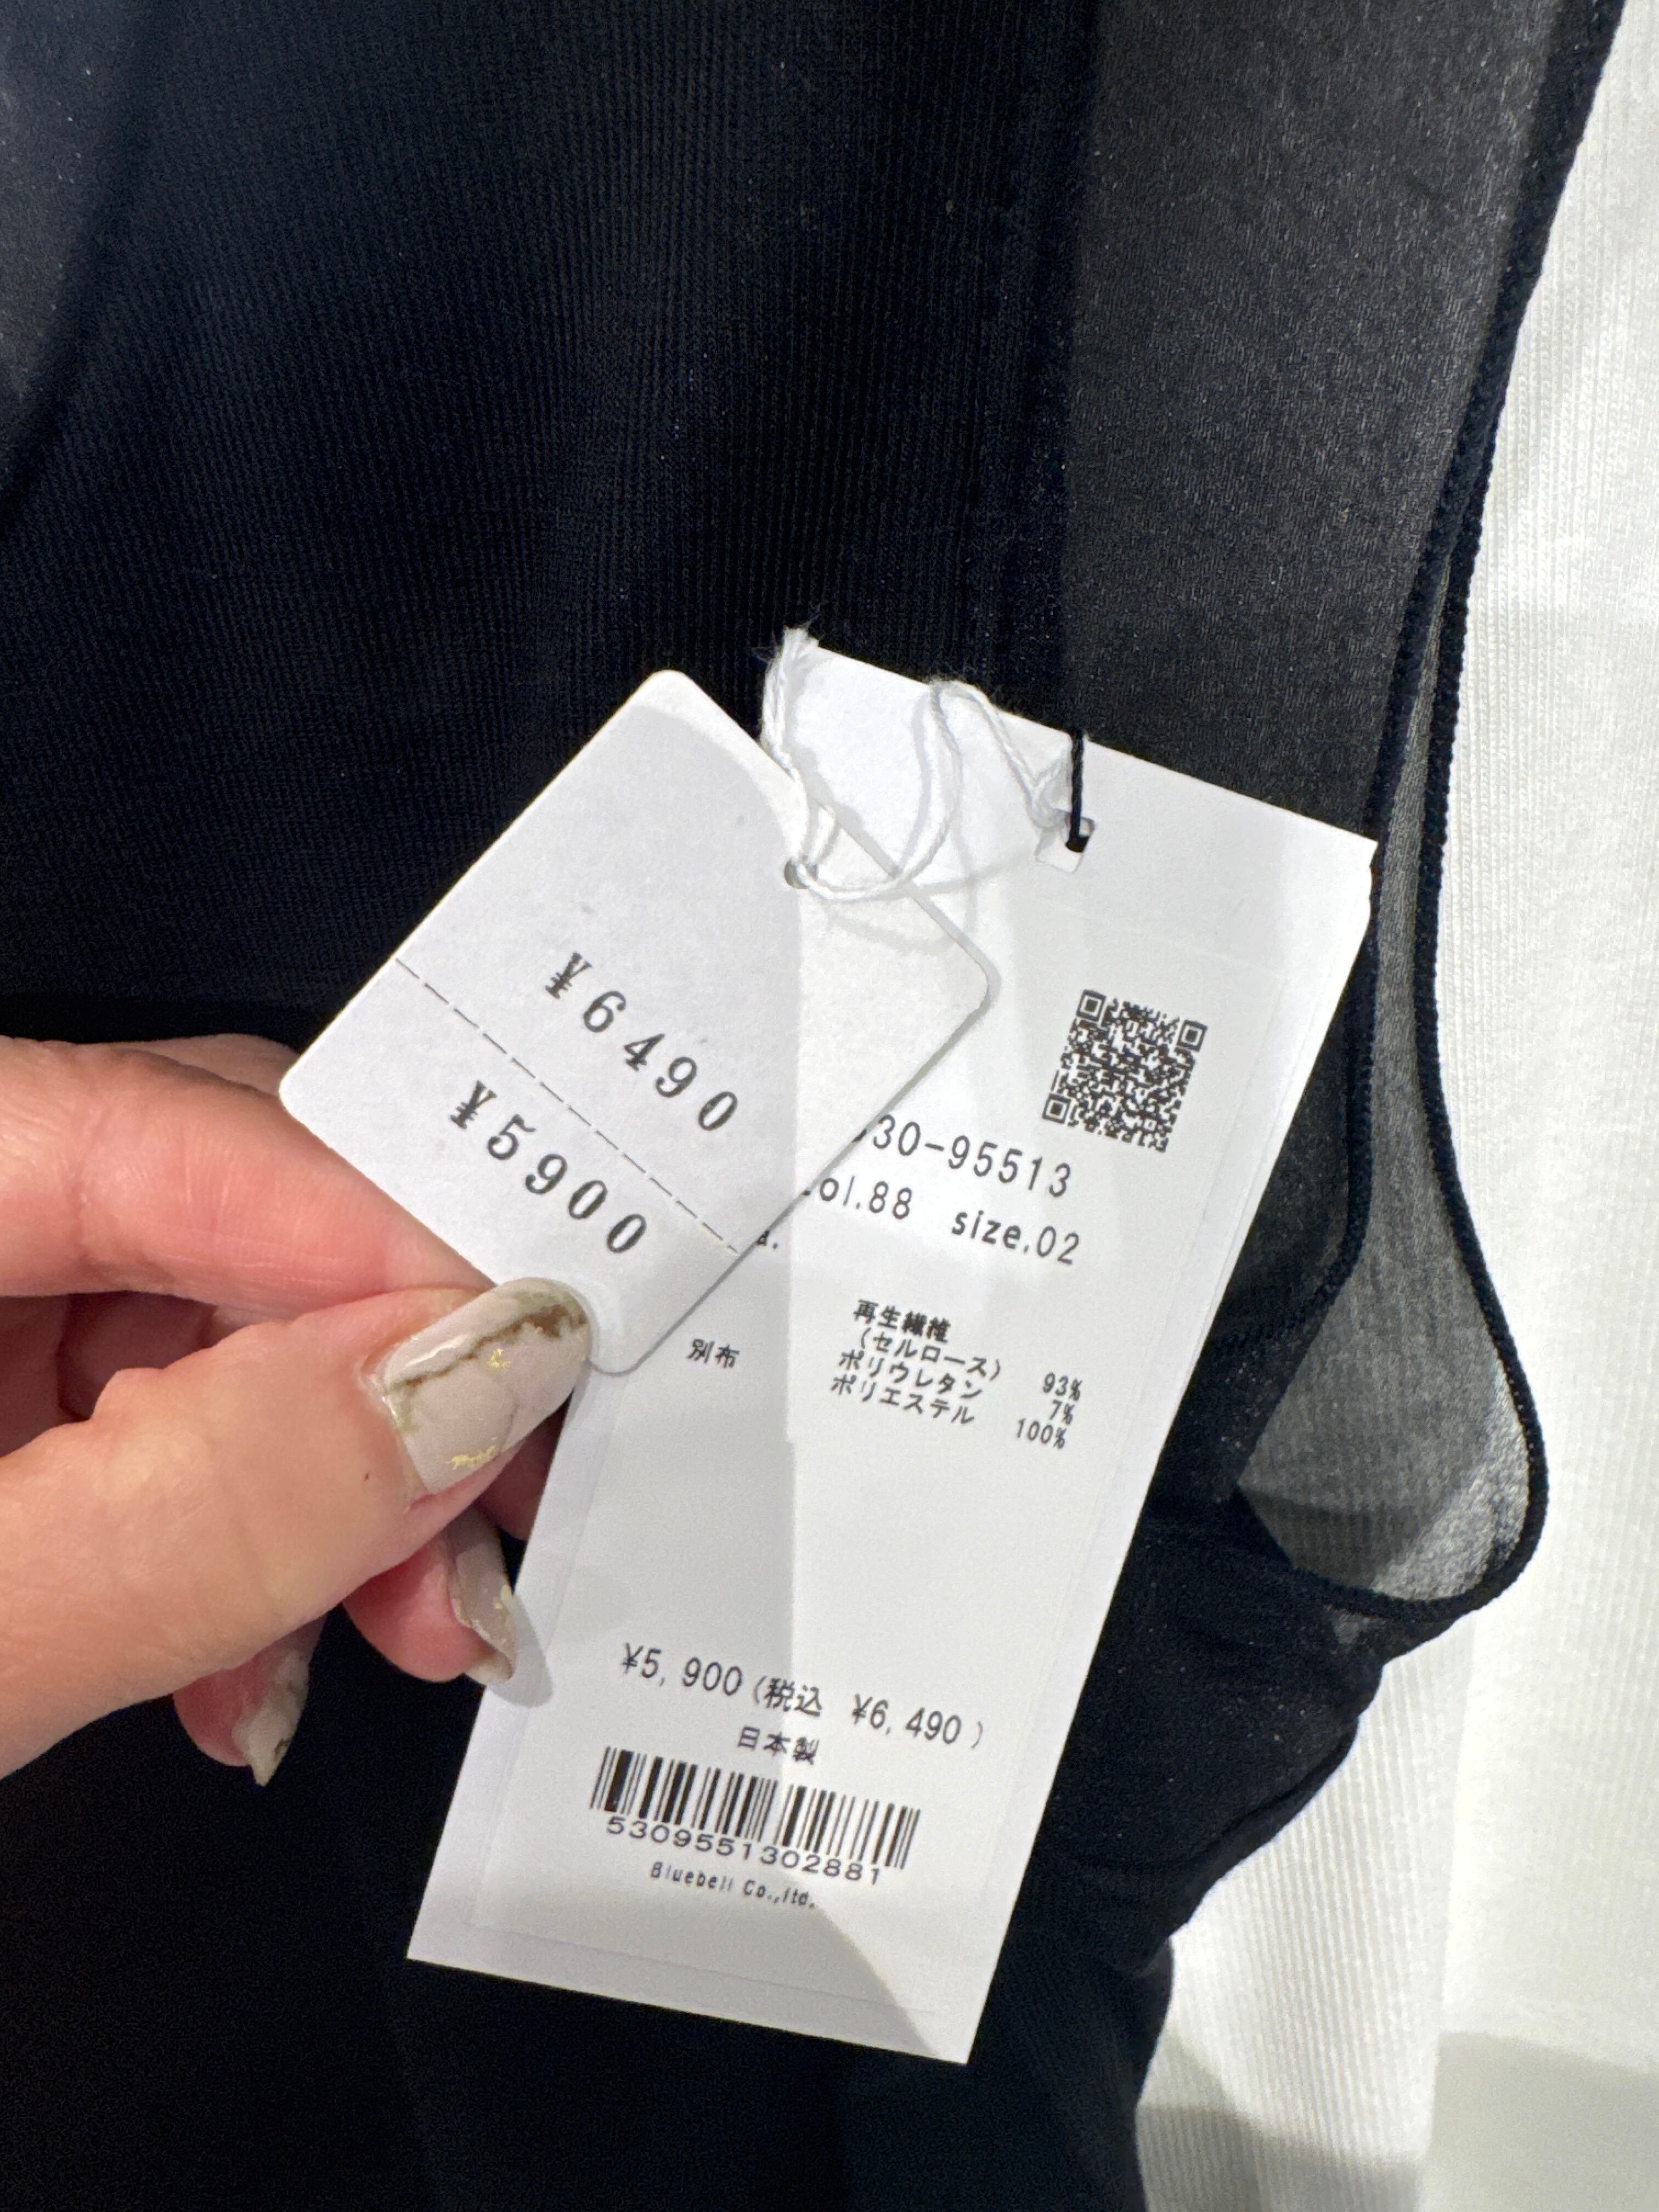 ¥6490
¥5900
30-95513
ol.88 size.02
再生繊維
(セルロース) 93%
ポリウレタン 7%
別布 ポリエステル 100%
¥5,900(税込 ¥6,490)
日本製
5309551302881
Bluebell Co.,ltd.